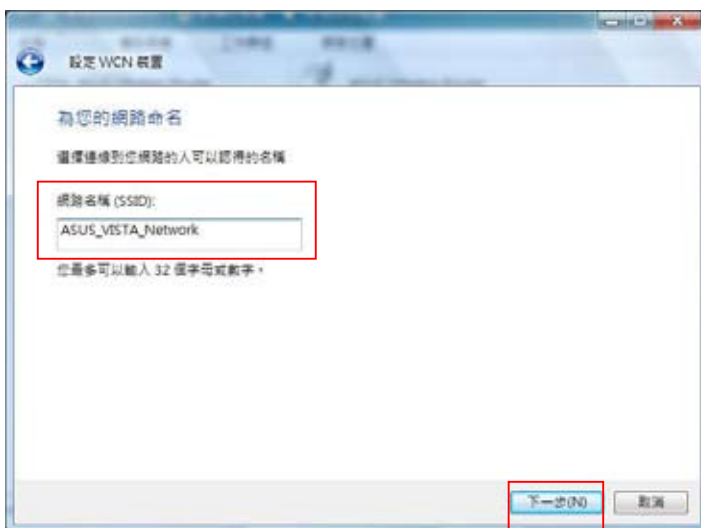 設定 WCN 裝置
為您的網路命名
選擇連線到您網路的人可以認得的名稱
網路名稱 (SSID):
ASUS_VISTA_Network
您最多可以輸入 32 個字母或數字。
下一步(N)
取消